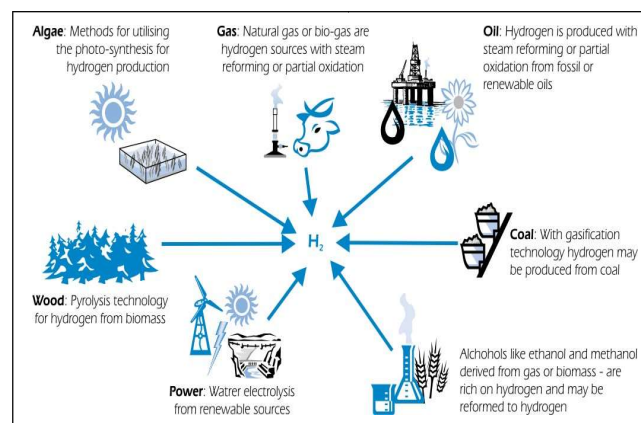 Algae: Methods for utilising
the photo-synthesis for
hydrogen production
Gas: Natural gas or bio-gas are
hydrogen sources with steam
reforming or partial oxidation
Oil: Hydrogen is produced with
steam reforming or partial
oxidation from fossil or
renewable oils
H2
Coal: With gasification
technology hydrogen may
be produced from coal
Wood: Pyrolysis technology
for hydrogen from biomass
Power: Watrer electrolysis
from renewable sources
Alchohols like ethanol and methanol
derived from gas or biomass - are
rich on hydrogen and may be
reformed to hydrogen